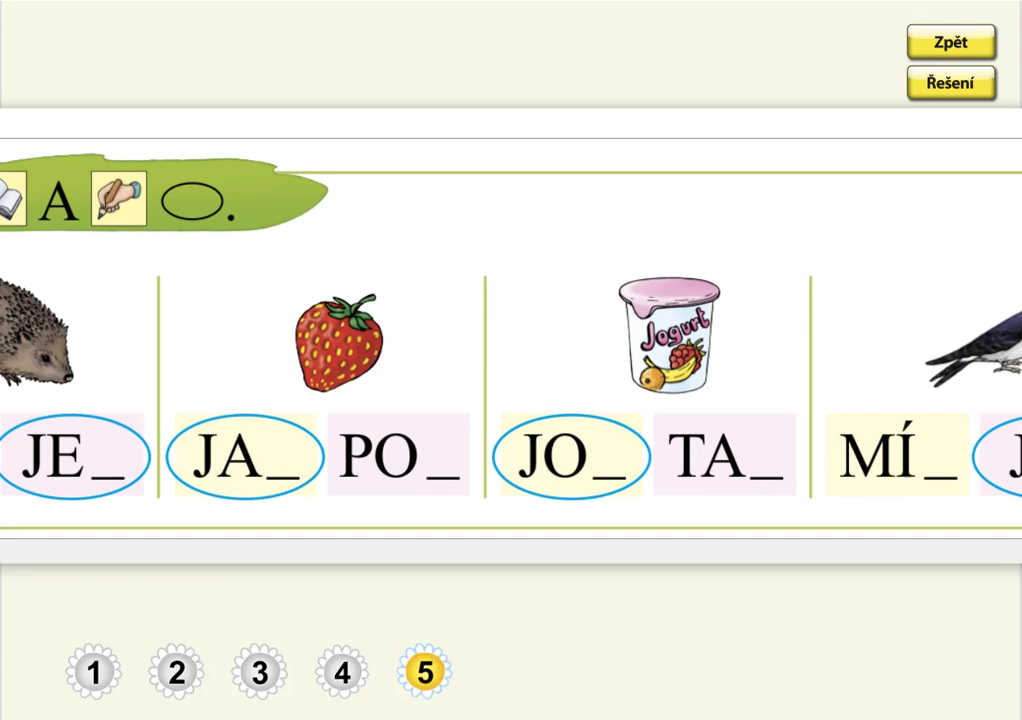 Zpět
Řešení
A .
Jogurt
JE_ JA_ PO_ JO_ TA_ MÍ_ J
1 2 3 4 5